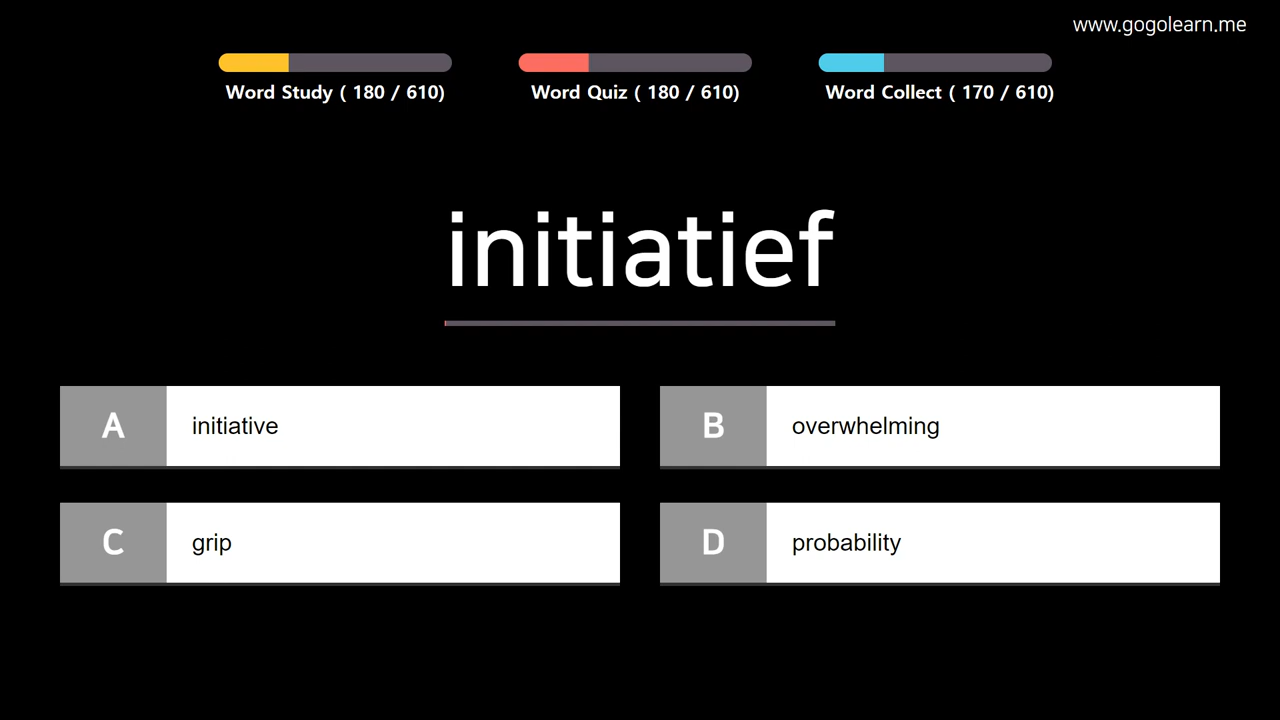 www.gogolearn.me
Word Study ( 180 / 610)
Word Quiz ( 180 / 610)
Word Collect ( 170 / 610)
initiatief
A initiative
B overwhelming
C grip
D probability